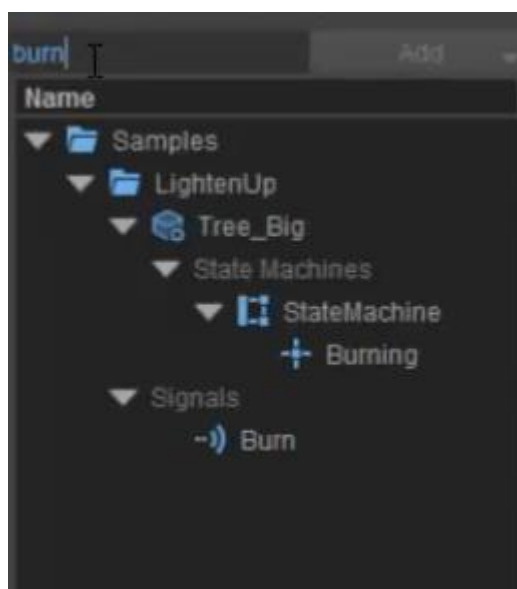 burn Add
Name
Samples
LightenUp
Tree_Big
State Machines
StateMachine
Burning
Signals
Burn